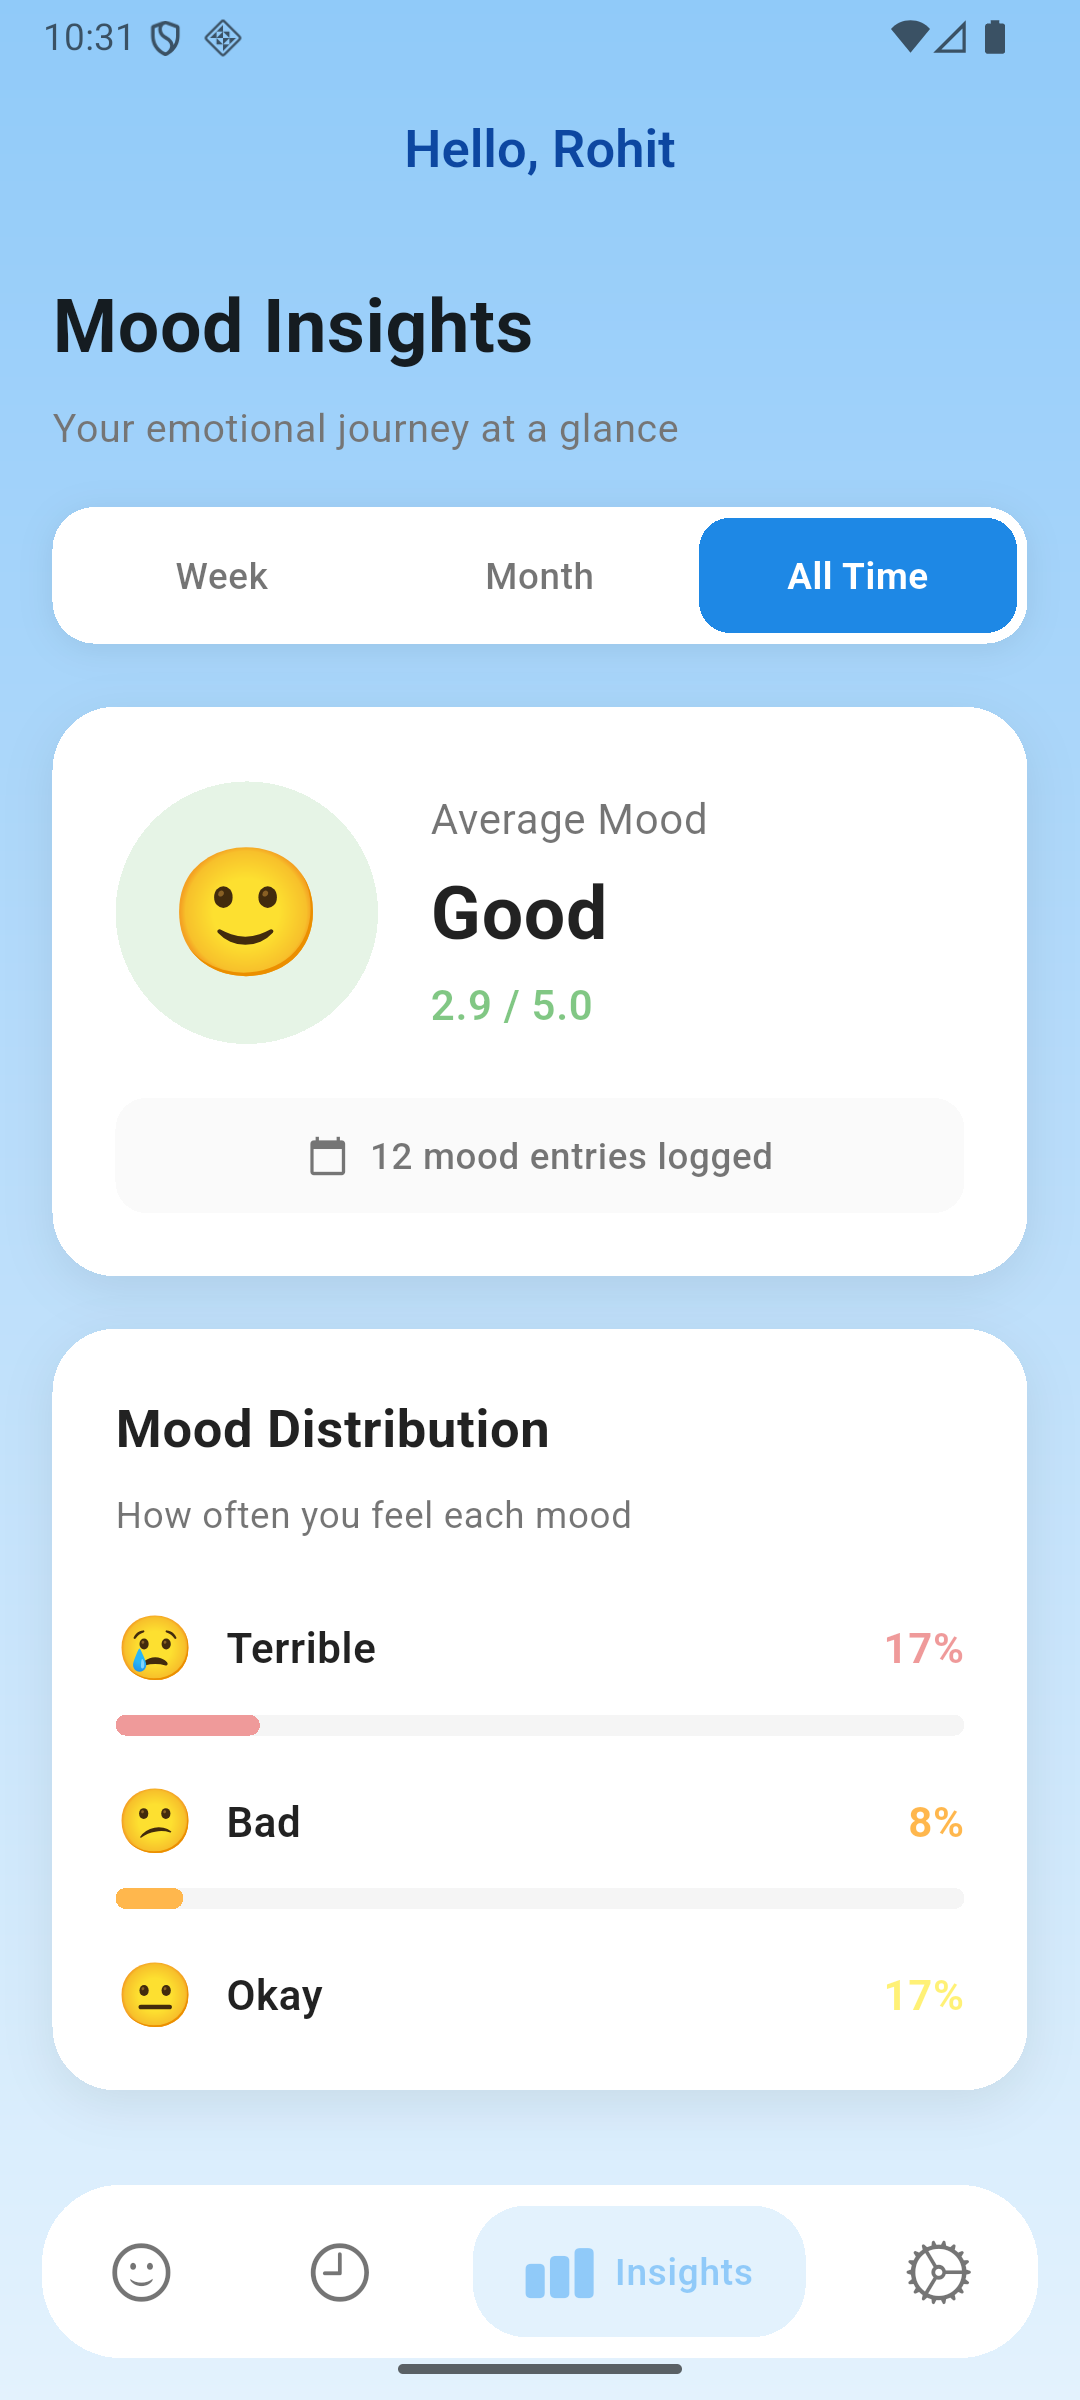 10:31
Hello, Rohit
Mood Insights
Your emotional journey at a glance
Week Month All Time
Average Mood
Good
2.9 / 5.0
12 mood entries logged
Mood Distribution
How often you feel each mood
Terrible 17%
Bad 8%
Okay 17%
Insights